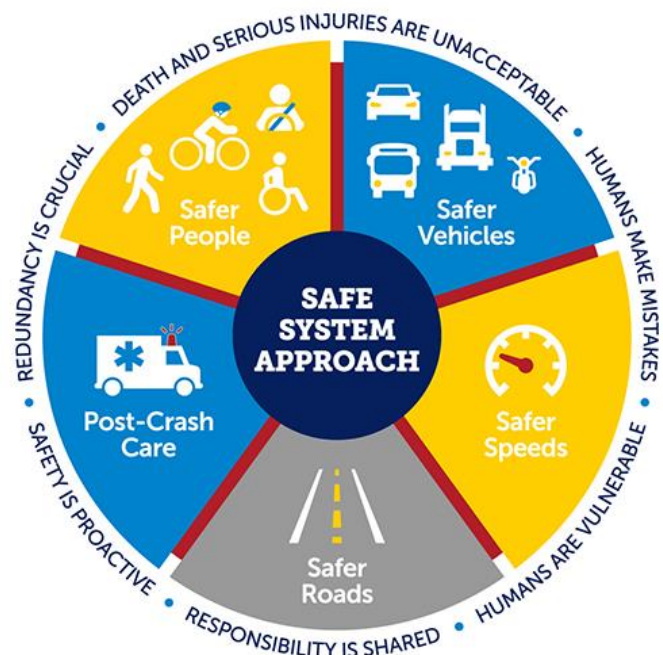 DEATH AND SERIOUS INJURIES ARE UNACCEPTABLE
HUMANS MAKE MISTAKES
HUMANS ARE VULNERABLE
RESPONSIBILITY IS SHARED
SAFETY IS PROACTIVE
REDUNDANCY IS CRUCIAL
Safer
People
Safer
Vehicles
SAFE
SYSTEM
APPROACH
Post-Crash
Care
Safer
Speeds
Safer
Roads